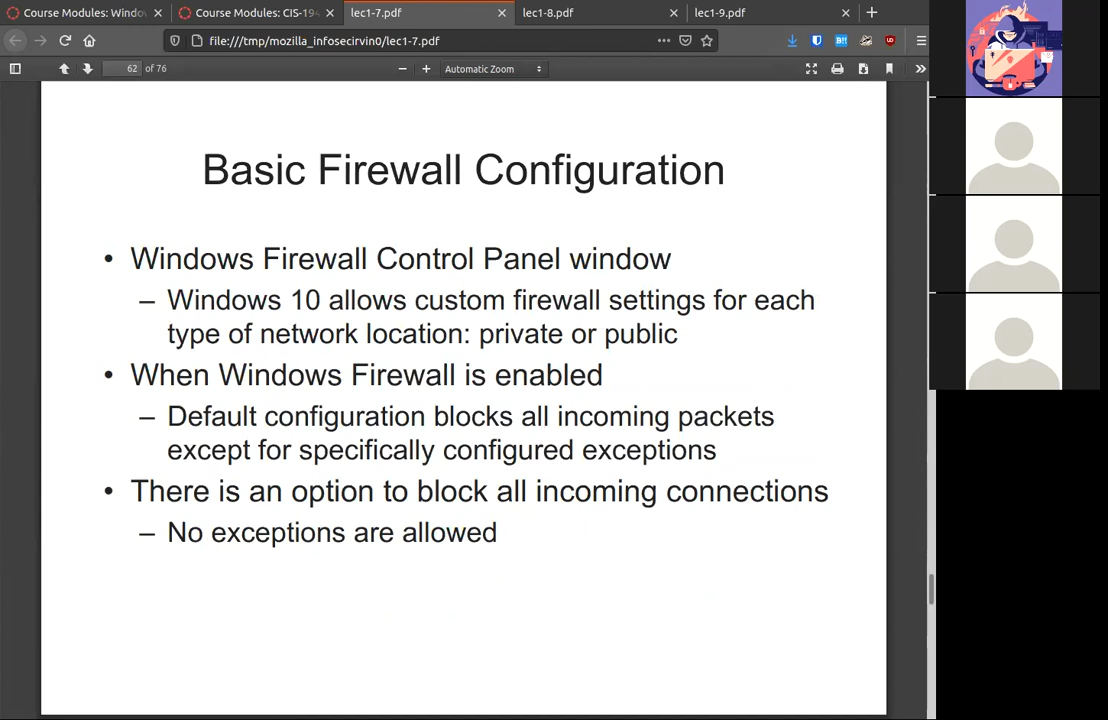 Course Modules: Windov
Course Modules: CIS-194
lec1-7.pdf
lec1-8.pdf
lec1-9.pdf
file:///tmp/mozilla_infosecirvin0/lec1-7.pdf
62 of 76
Automatic Zoom
Basic Firewall Configuration
• Windows Firewall Control Panel window
– Windows 10 allows custom firewall settings for each
type of network location: private or public
• When Windows Firewall is enabled
– Default configuration blocks all incoming packets
except for specifically configured exceptions
• There is an option to block all incoming connections
– No exceptions are allowed